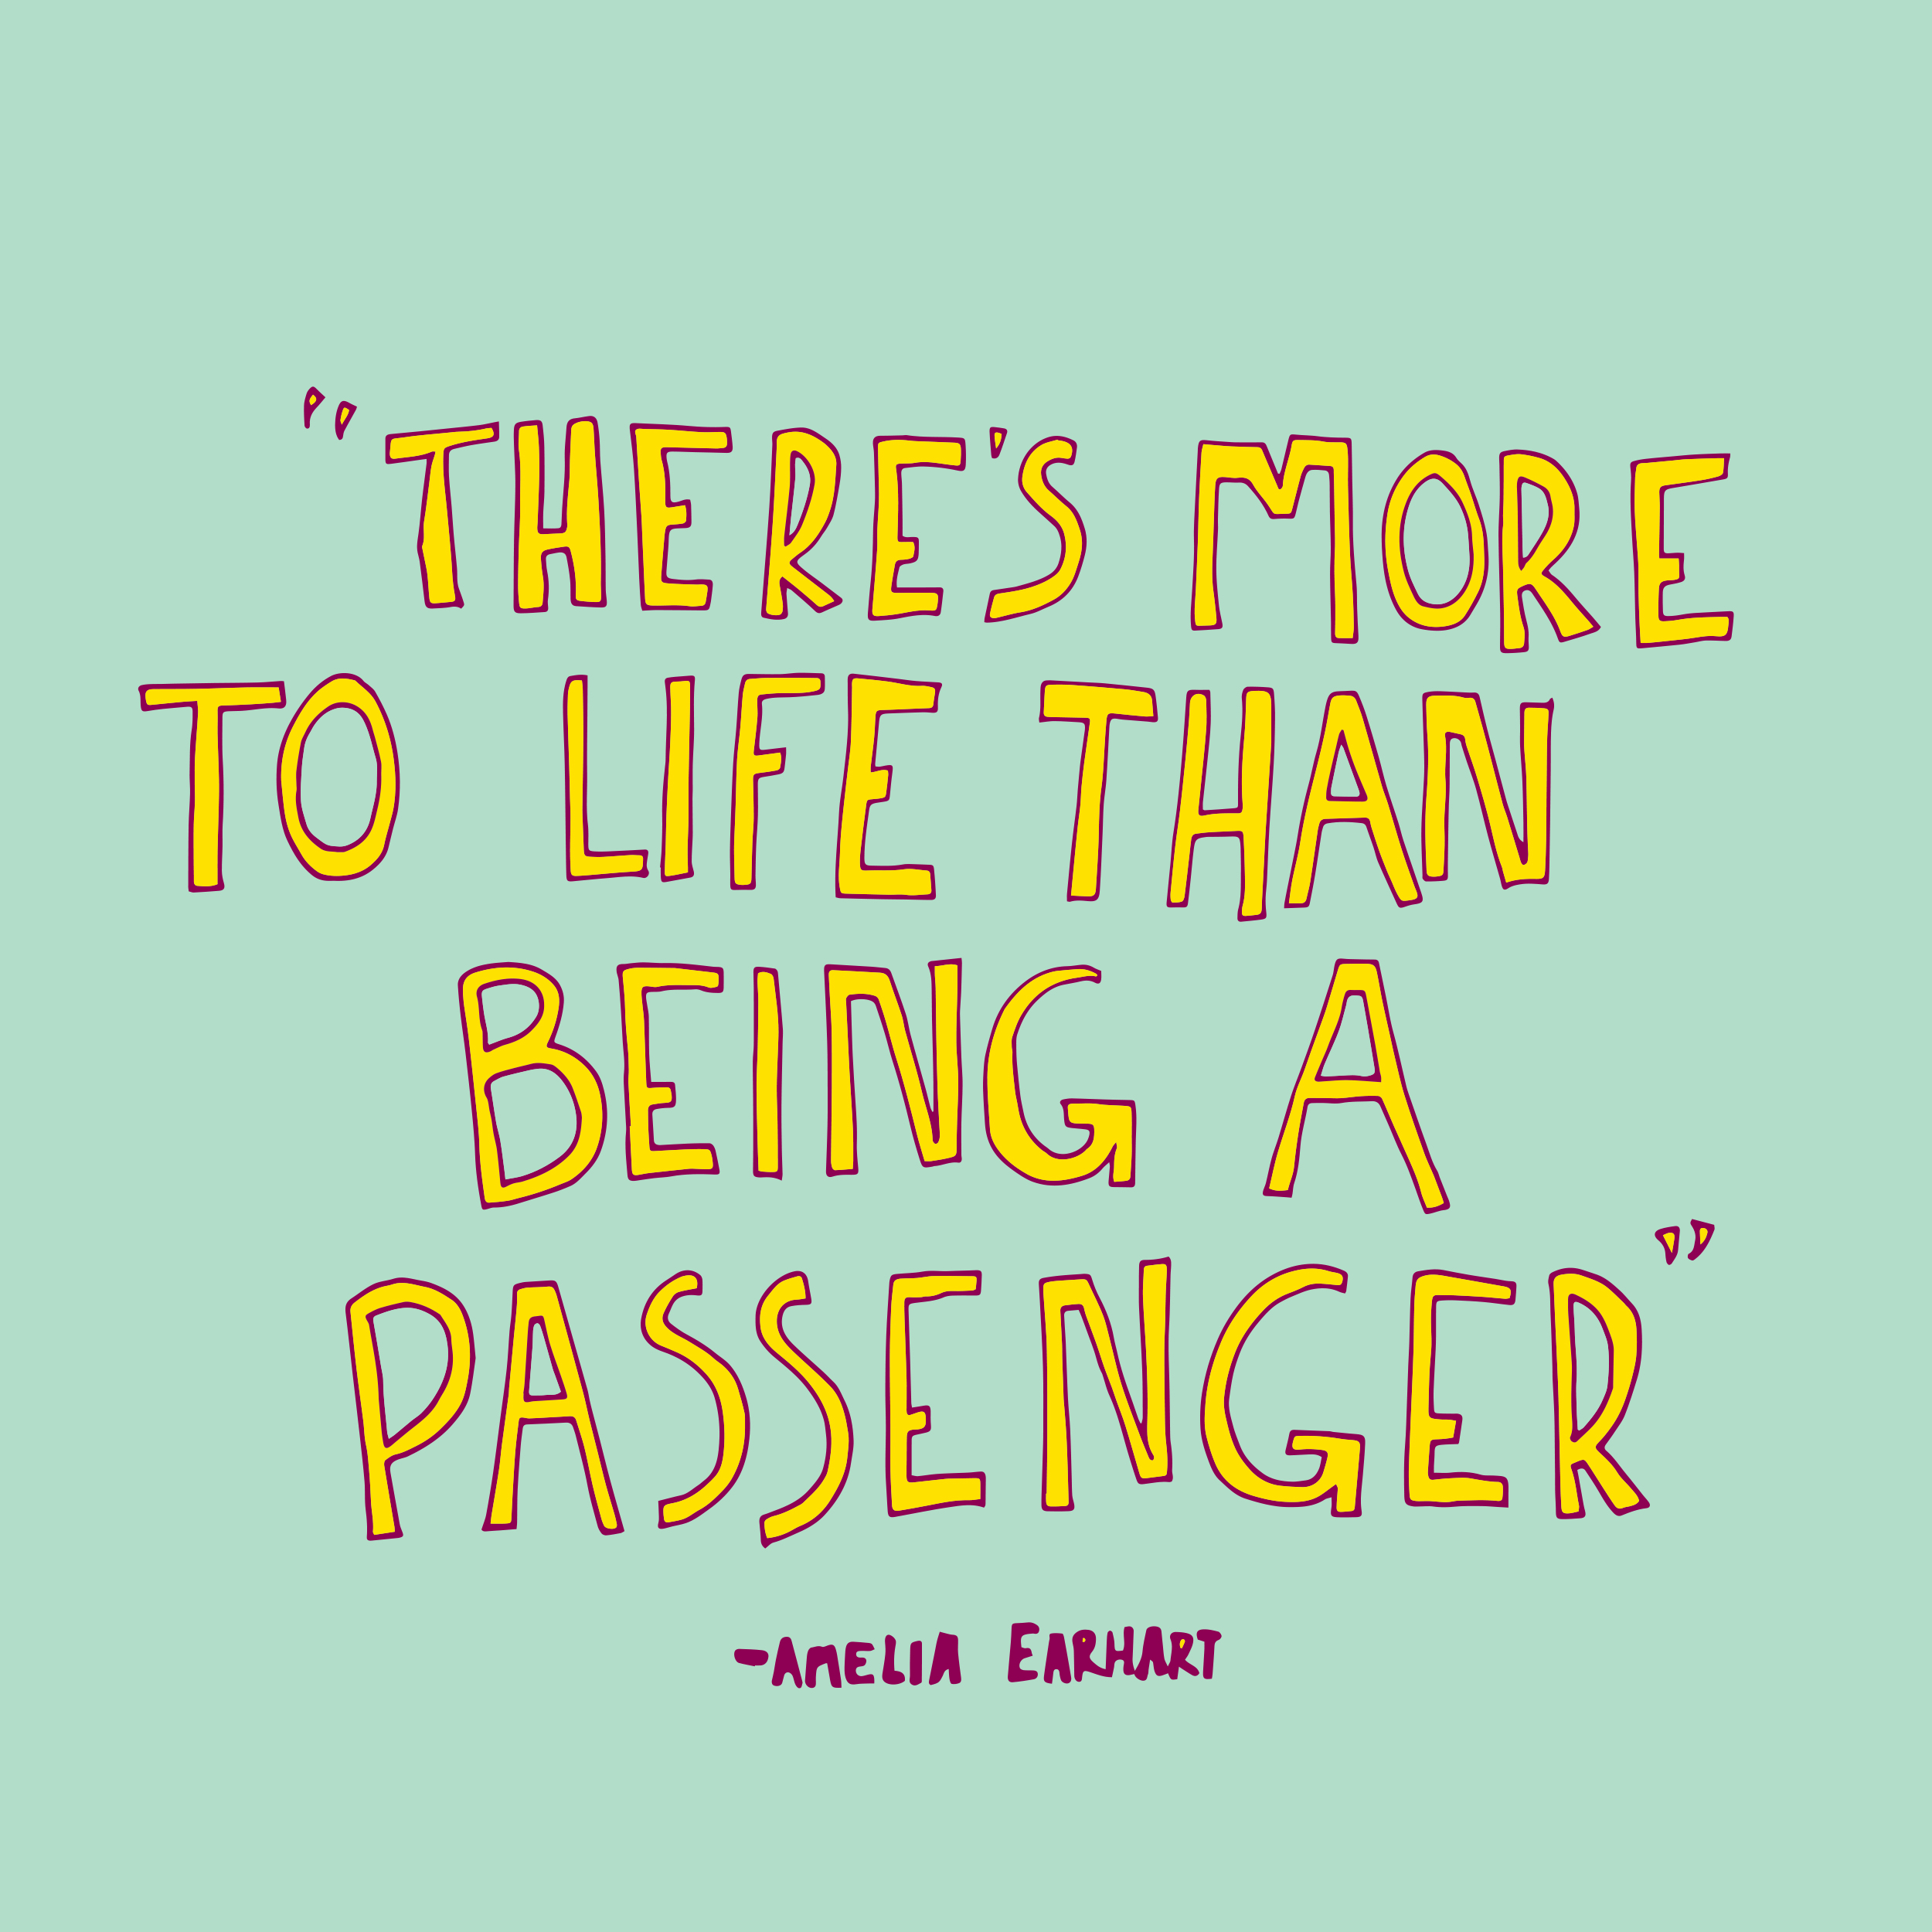 "THERE'S MORE
TO LIFE THAN
BEING A
PASSENGER"
-AMELIA EARHART